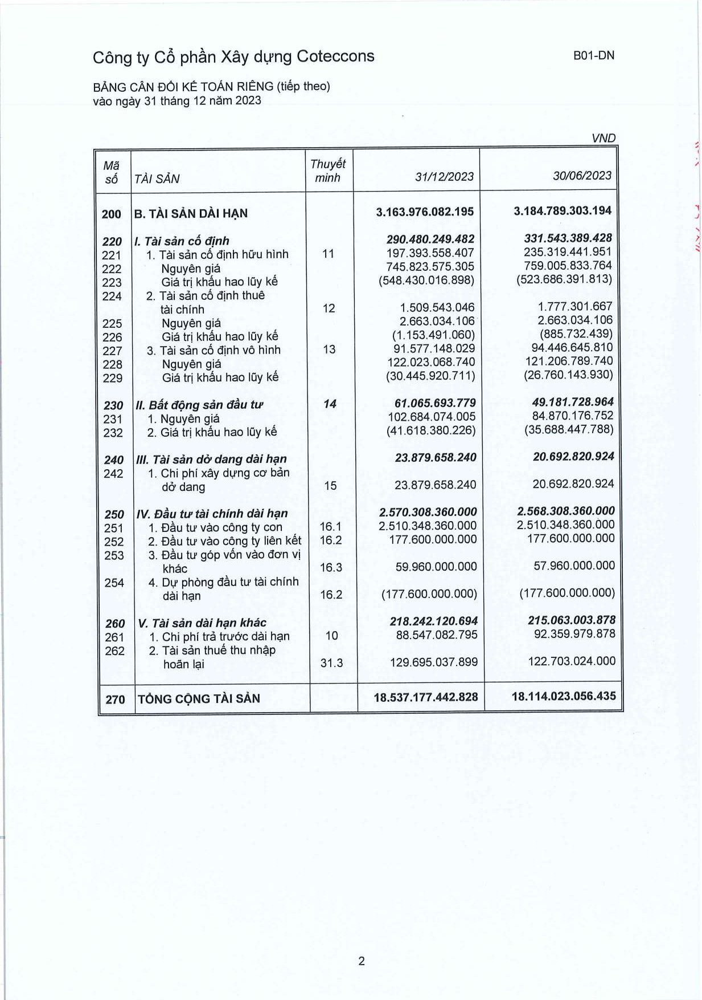 Công ty Cổ phần Xây dựng Coteccons B01-DN
BẢNG CÂN ĐỐI KẾ TOÁN RIÊNG (tiếp theo)
vào ngày 31 tháng 12 năm 2023
VND
Mã số TÀI SẢN Thuyết minh 31/12/2023 30/06/2023
200 B. TÀI SẢN DÀI HẠN 3.163.976.082.195 3.184.789.303.194
220 I. Tài sản cố định 290.480.249.482 331.543.389.428
221 1. Tài sản cố định hữu hình 11 197.393.558.407 235.319.441.951
222 Nguyên giá 745.823.575.305 759.005.833.764
223 Giá trị khấu hao lũy kế (548.430.016.898) (523.686.391.813)
224 2. Tài sản cố định thuê
tài chính 12 1.509.543.046 1.777.301.667
225 Nguyên giá 2.663.034.106 2.663.034.106
226 Giá trị khấu hao lũy kế (1.153.491.060) (885.732.439)
227 3. Tài sản cố định vô hình 13 91.577.148.029 94.446.645.810
228 Nguyên giá 122.023.068.740 121.206.789.740
229 Giá trị khấu hao lũy kế (30.445.920.711) (26.760.143.930)
230 II. Bất động sản đầu tư 14 61.065.693.779 49.181.728.964
231 1. Nguyên giá 102.684.074.005 84.870.176.752
232 2. Giá trị khấu hao lũy kế (41.618.380.226) (35.688.447.788)
240 III. Tài sản dở dang dài hạn 23.879.658.240 20.692.820.924
242 1. Chi phí xây dựng cơ bản
dở dang 15 23.879.658.240 20.692.820.924
250 IV. Đầu tư tài chính dài hạn 2.570.308.360.000 2.568.308.360.000
251 1. Đầu tư vào công ty con 16.1 2.510.348.360.000 2.510.348.360.000
252 2. Đầu tư vào công ty liên kết 16.2 177.600.000.000 177.600.000.000
253 3. Đầu tư góp vốn vào đơn vị
khác 16.3 59.960.000.000 57.960.000.000
254 4. Dự phòng đầu tư tài chính
dài hạn 16.2 (177.600.000.000) (177.600.000.000)
260 V. Tài sản dài hạn khác 218.242.120.694 215.063.003.878
261 1. Chi phí trả trước dài hạn 10 88.547.082.795 92.359.979.878
262 2. Tài sản thuế thu nhập
hoãn lại 31.3 129.695.037.899 122.703.024.000
270 TỔNG CỘNG TÀI SẢN 18.537.177.442.828 18.114.023.056.435
2